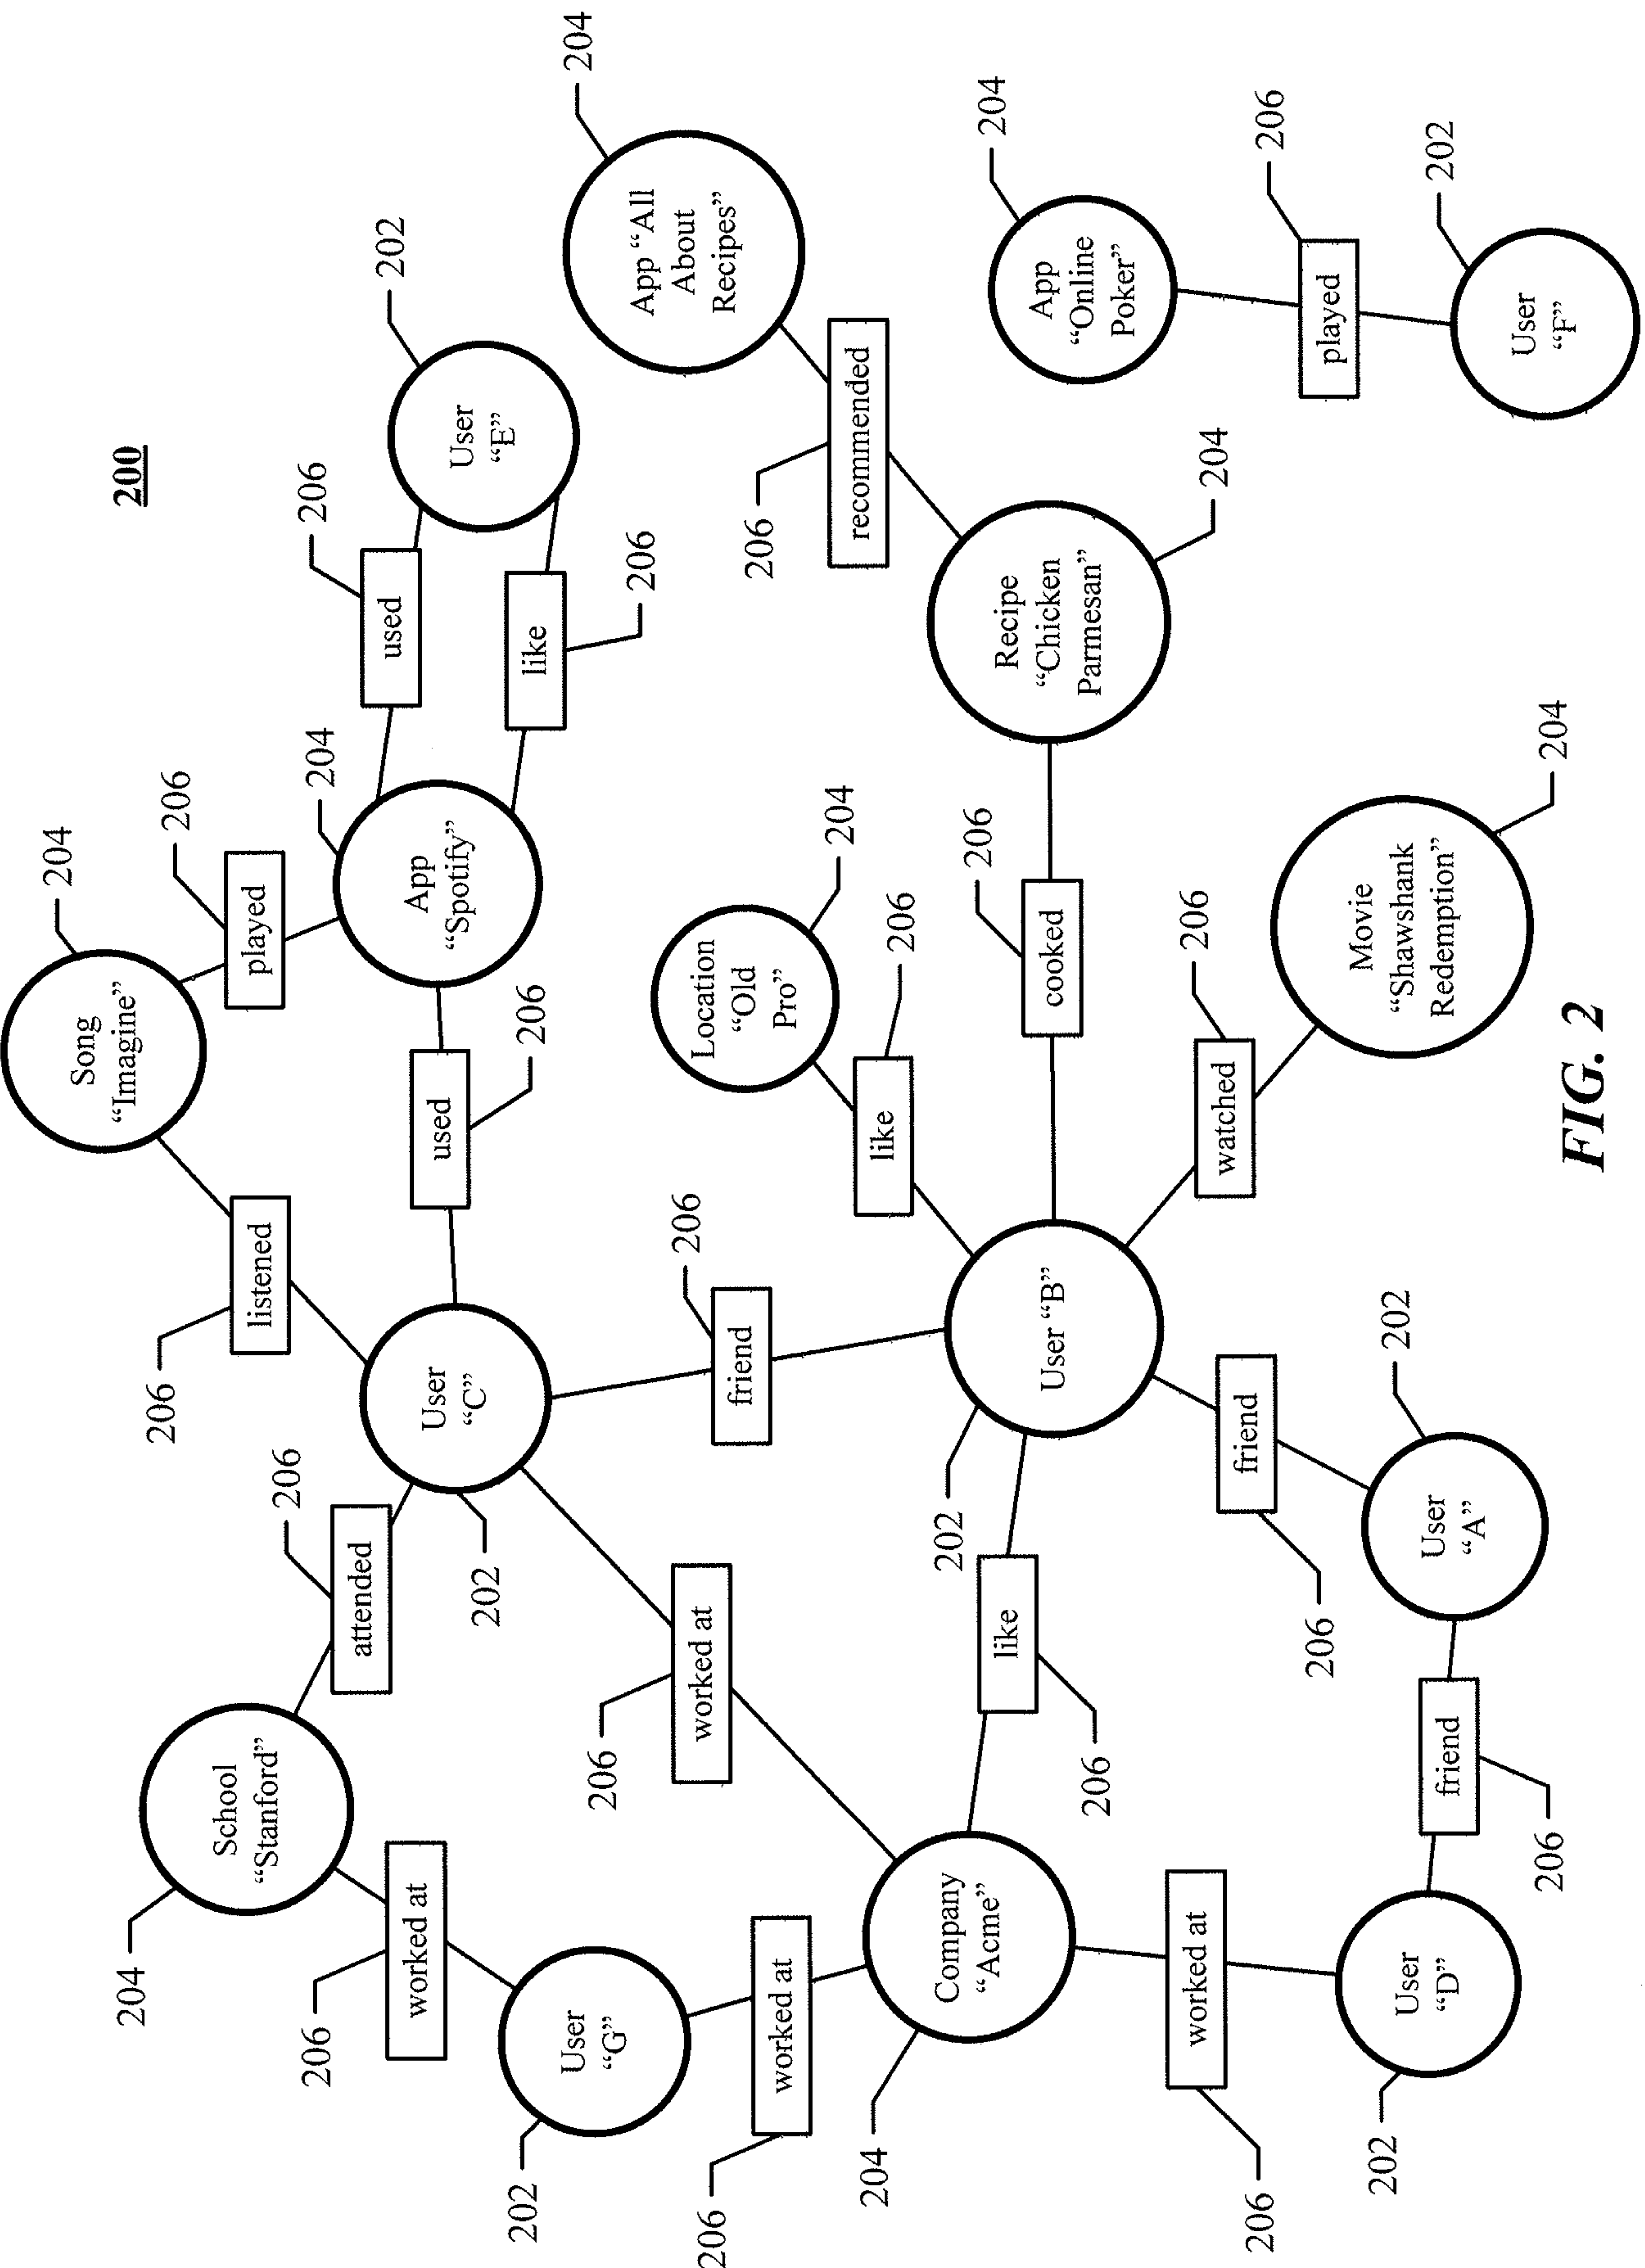 204
Song
“Imagine”
200
204
206
206
School
“Stanford”
played
listened
206
206
206
204
attended
used
202
worked at
App
“Spotify”
User
“C”
used
User
“E”
202
202
206
like
User
“G”
204
206
206
App “All
About
Recipes”
206
worked at
Location
“Old
Pro”
206
friend
206
worked at
204
recommended
204
like
206
Company
“Acme”
202
206
204
like
Recipe
“Chicken
Parmesan”
App
“Online
Poker”
User “B”
cooked
206
worked at
206
204
watched
friend
206
206
206
played
Movie
“Shawshank
Redemption”
202
202
User
“D”
User
“A”
202
friend
User
“F”
206
204
FIG. 2